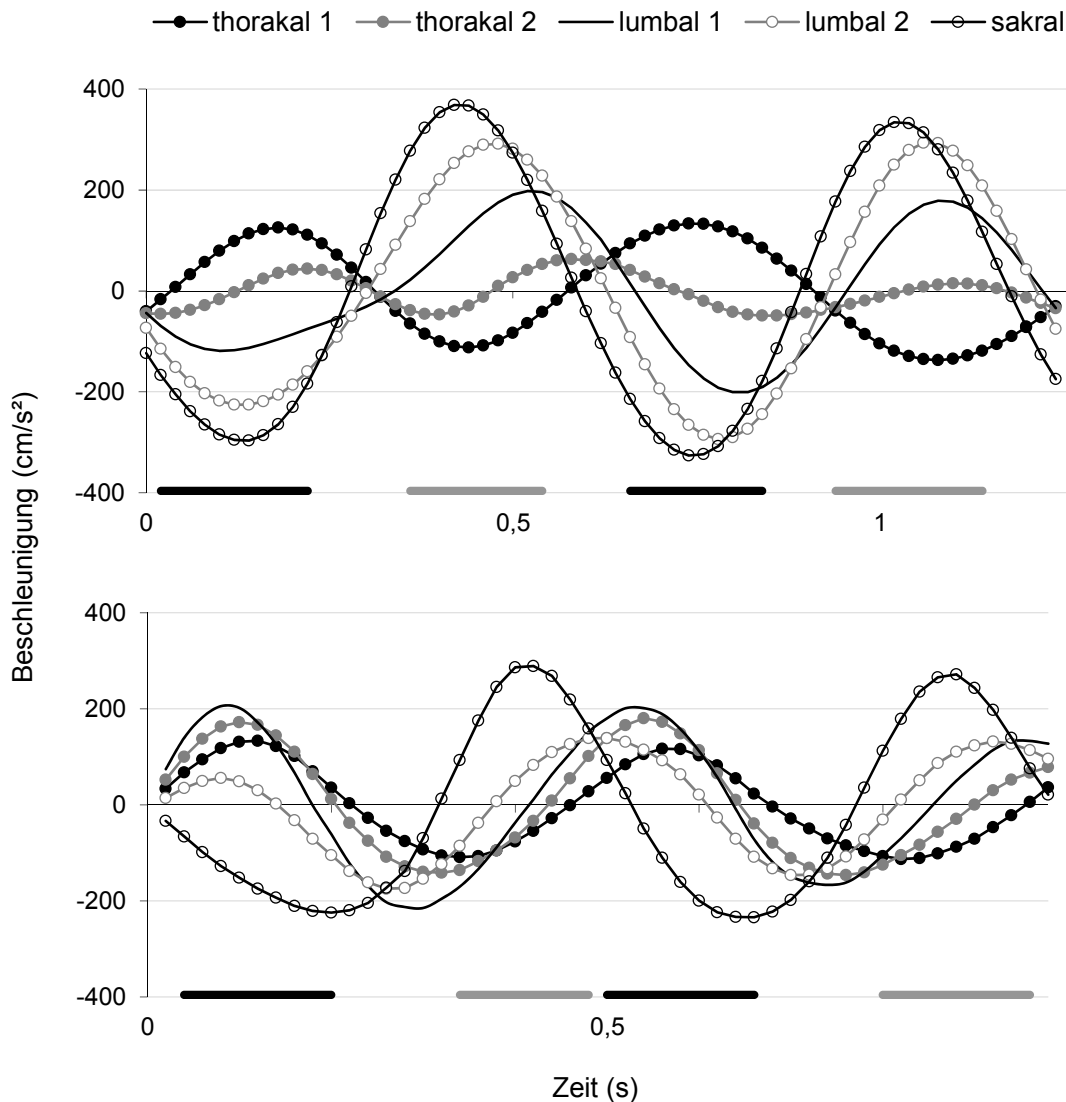 thorakal 1 thorakal 2 lumbal 1 lumbal 2 sakral
400
200
0
-200
-400
0 0,5 1
Beschleunigung (cm/s²)
400
200
0
-200
-400
0 0,5
Zeit (s)